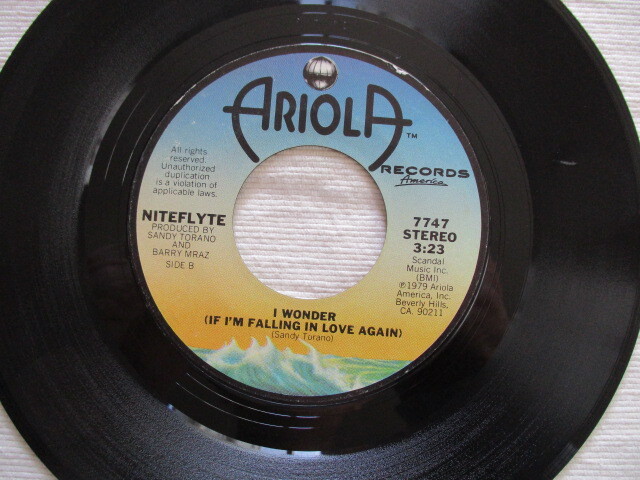 ARIOLA™
RECORDS
America
All rights
reserved.
Unauthorized
duplication
is a violation of
applicable laws.
NITEFLYTE
PRODUCED BY
SANDY TORANO
AND
BARRY MRAZ
SIDE B
7747
STEREO
3:23
Scandal
Music Inc.
(BMI)
℗1979 Ariola
America, Inc.
Beverly Hills,
CA. 90211
I WONDER
(IF I'M FALLING IN LOVE AGAIN)
(Sandy Torano)